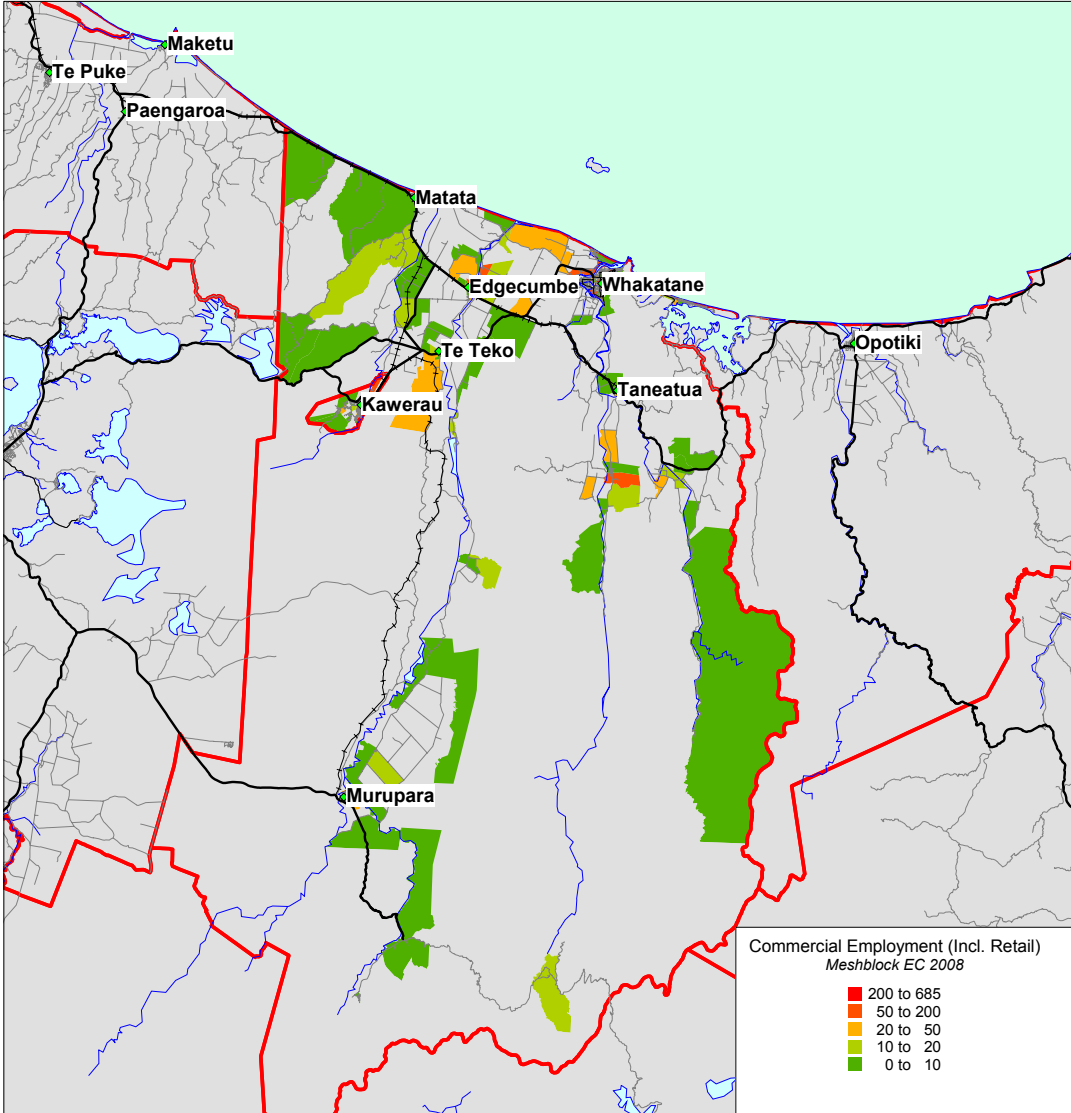 Maketu
Te Puke
Paengaroa
Matata
Edgecumbe
Whakatane
Te Teko
Opotiki
Taneatua
Kawerau
Murupara
Commercial Employment (Incl. Retail)
Meshblock EC 2008
200 to 685
50 to 200
20 to 50
10 to 20
0 to 10